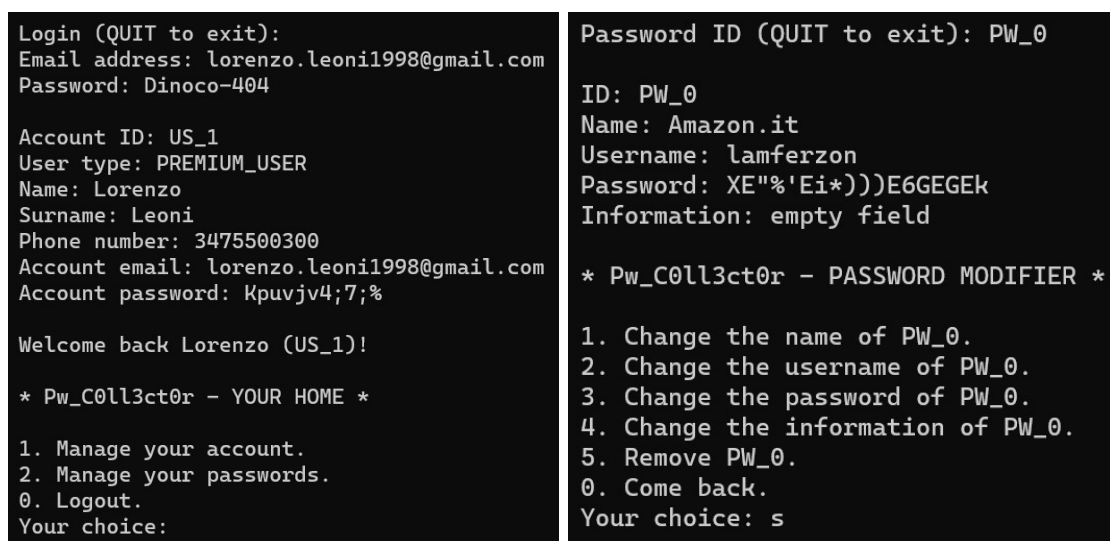 Login (QUIT to exit):
Email address: lorenzo.leoni1998@gmail.com
Password: Dinoco-404
Account ID: US_1
User type: PREMIUM_USER
Name: Lorenzo
Surname: Leoni
Phone number: 3475500300
Account email: lorenzo.leoni1998@gmail.com
Account password: Kpuvjv4;7;%
Welcome back Lorenzo (US_1)!
* Pw_C0ll3ct0r - YOUR HOME *
1. Manage your account.
2. Manage your passwords.
0. Logout.
Your choice:
Password ID (QUIT to exit): PW_0
ID: PW_0
Name: Amazon.it
Username: lamferzon
Password: XE"%'Ei*)))E6GEGEk
Information: empty field
* Pw_C0ll3ct0r - PASSWORD MODIFIER *
1. Change the name of PW_0.
2. Change the username of PW_0.
3. Change the password of PW_0.
4. Change the information of PW_0.
5. Remove PW_0.
0. Come back.
Your choice: s